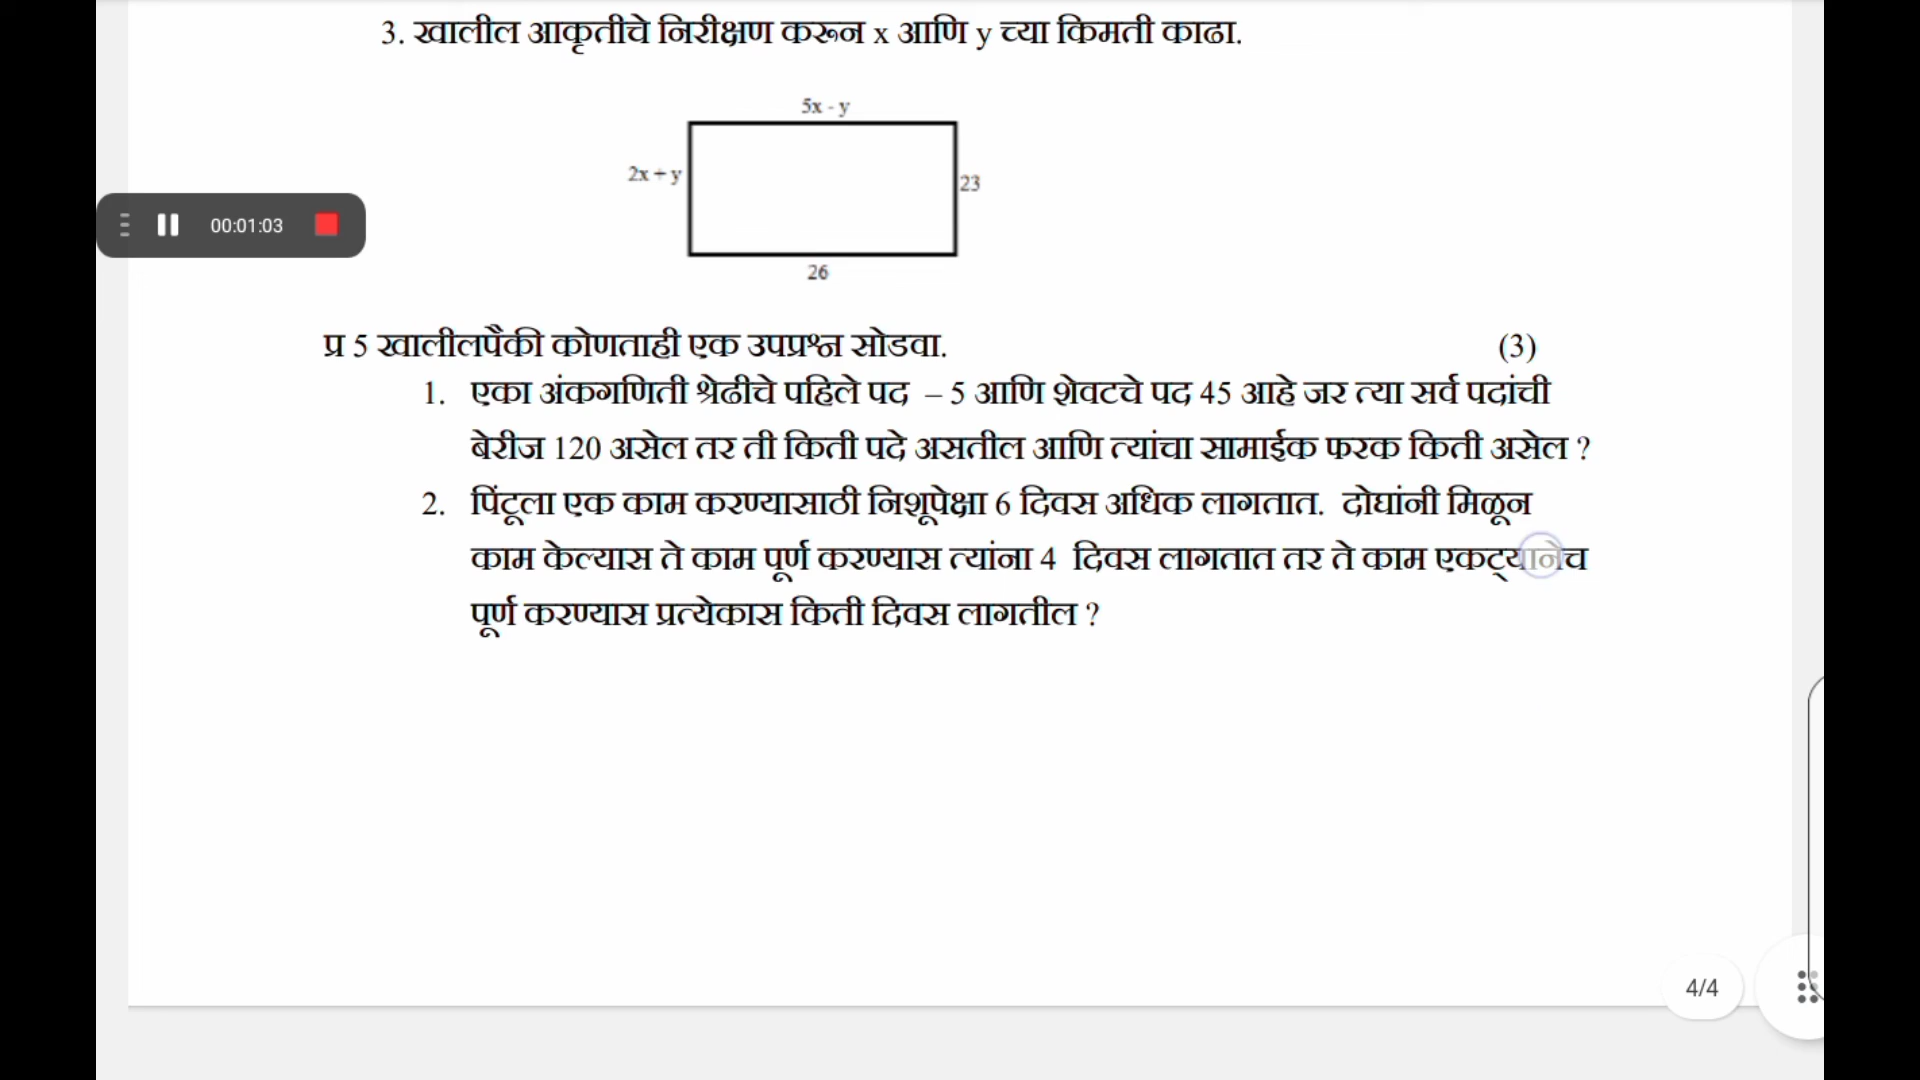 3. खालील आकृतीचे निरीक्षण करून x आणि y च्या किमती काढा.
5x - y
2x + y
23
00:01:03
26
प्र 5 खालीलपैकी कोणताही एक उपप्रश्न सोडवा. (3)
1. एका अंकगणिती श्रेढीचे पहिले पद – 5 आणि शेवटचे पद 45 आहे जर त्या सर्व पदांची
बेरीज 120 असेल तर ती किती पदे असतील आणि त्यांचा सामाईक फरक किती असेल ?
2. पिंटूला एक काम करण्यासाठी निशूपेक्षा 6 दिवस अधिक लागतात. दोघांनी मिळून
काम केल्यास ते काम पूर्ण करण्यास त्यांना 4 दिवस लागतात तर ते काम एकट्यानेच
पूर्ण करण्यास प्रत्येकास किती दिवस लागतील ?
4/4